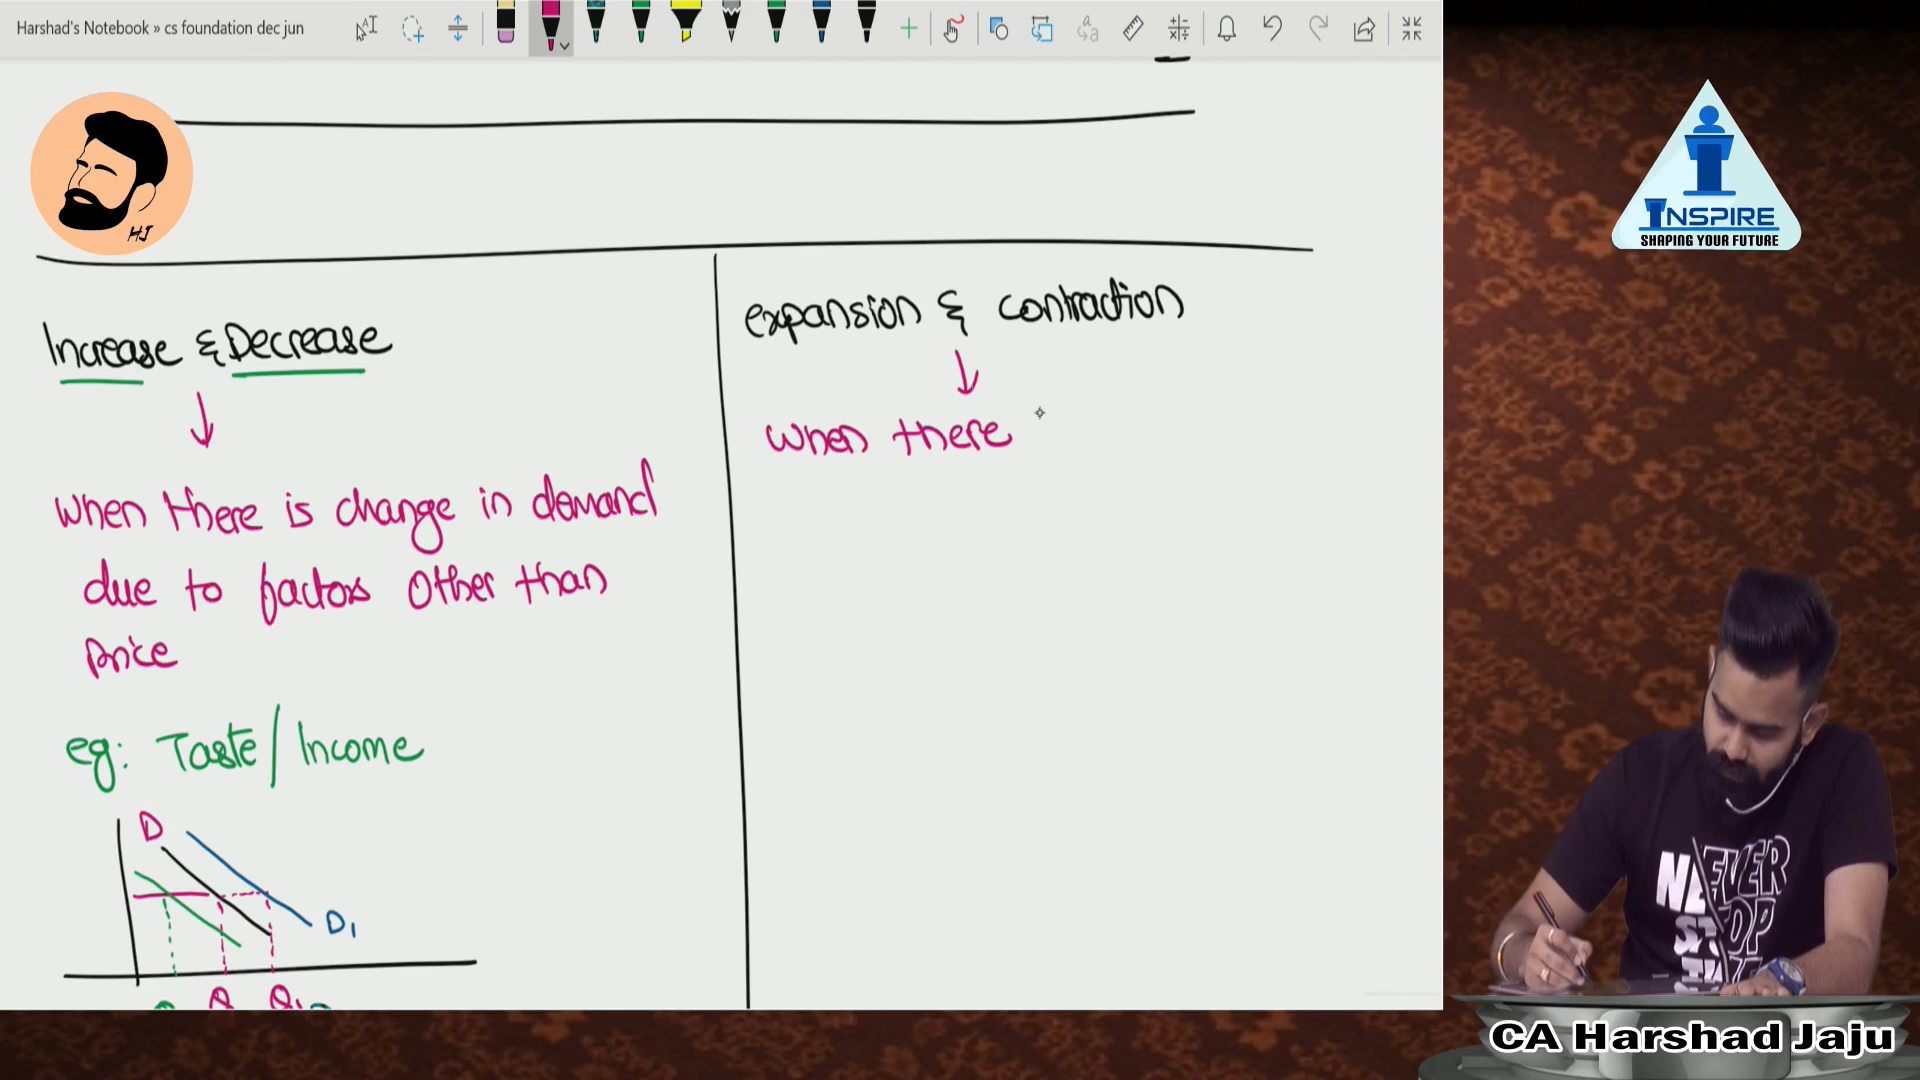 Harshad's Notebook » cs foundation dec jun
HJ
Increase & Decrease
when there is change in demand
due to factors other than
price
eg: Taste / Income
D
D1
Q Q1
expansion & contraction
when there
INSPIRE
SHAPING YOUR FUTURE
NEVER
STOP
CA Harshad Jaju